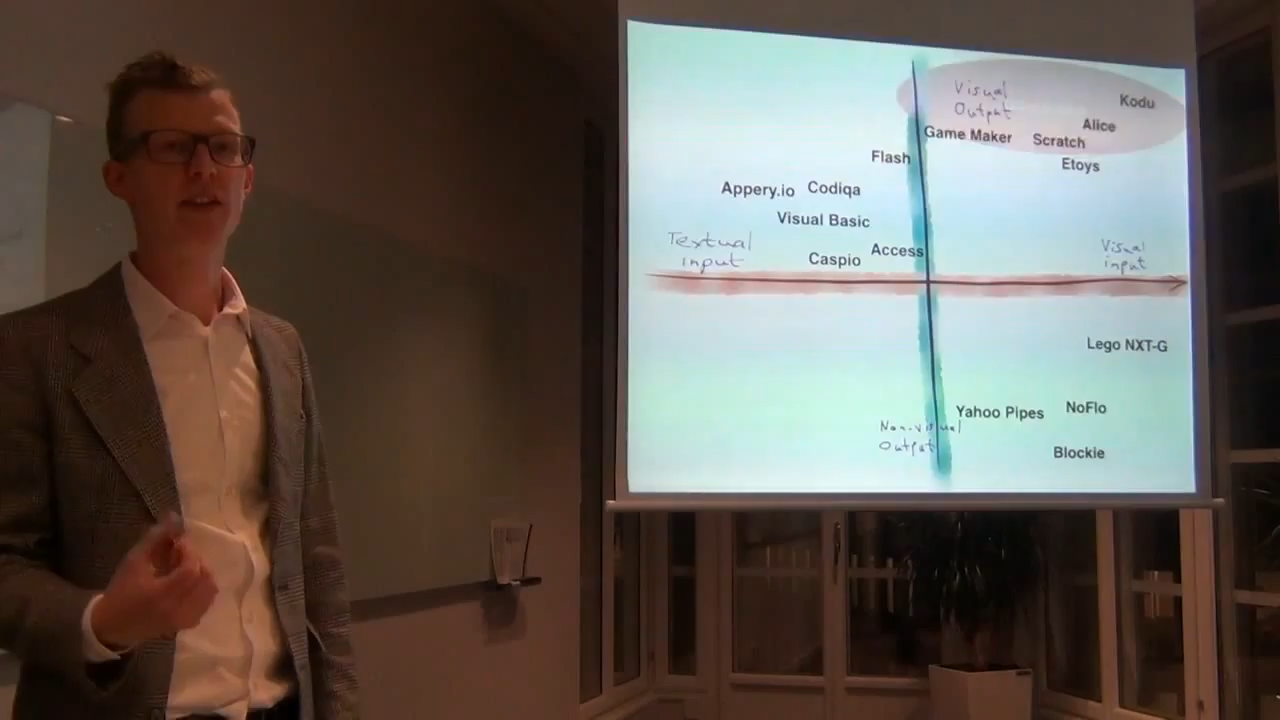 Visual
Output
Kodu
Alice
Game Maker
Scratch
Flash
Etoys
Appery.io
Codiqa
Visual Basic
Textual
input
Access
Caspio
Visual
input
Lego NXT-G
Yahoo Pipes
NoFlo
Non-visual
Output
Blockie